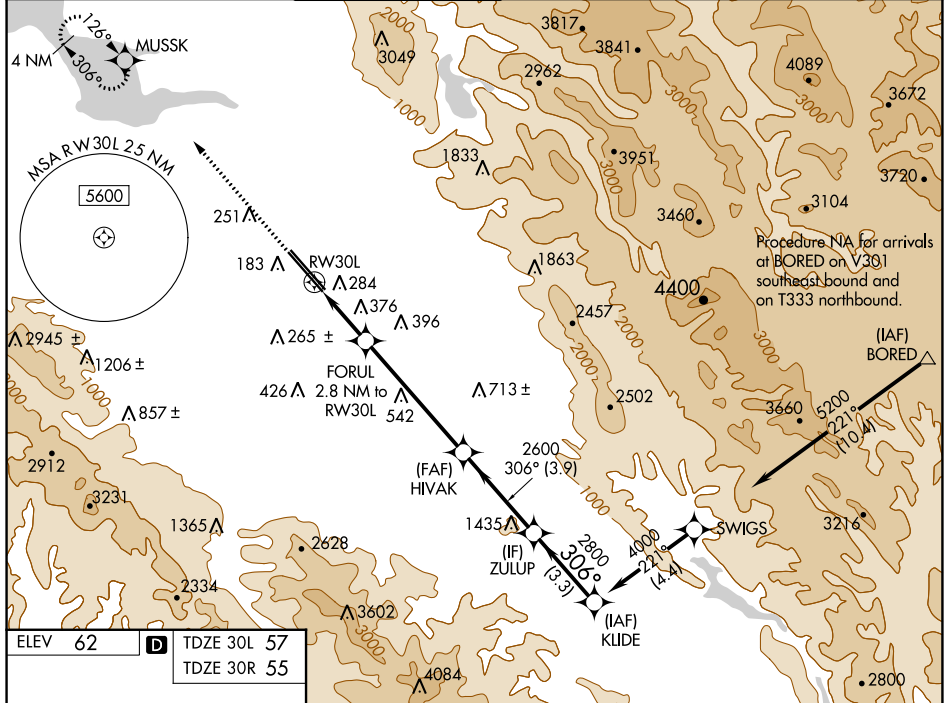 126°
306°
4 NM
MUSSK
MSA RW30L 25 NM
5600
2000
3049
1000
3817
3841
2962
3000
4089
3672
1833
3951
3000
3720
3104
3460
251
183
RW30L
284
376
396
265 ±
1863
4400
2457
Procedure NA for arrivals
at BORED on V301
southeast bound and
on T333 northbound.
3000
(IAF)
BORED
2945 ±
1206 ±
1000
857 ±
FORUL
2.8 NM to
RW30L
426
542
713 ±
2502
3660
5200
221°
(10.4)
2912
3231
1365
(FAF)
HIVAK
2600
306° (3.9)
1000
1435
(IF)
ZULUP
2800
306°
(3.3)
4000
221°
(4.4)
SWIGS
3216
(IAF)
KLIDE
2628
2334
3602
3000
4084
2800
ELEV 62
D
TDZE 30L 57
TDZE 30R 55